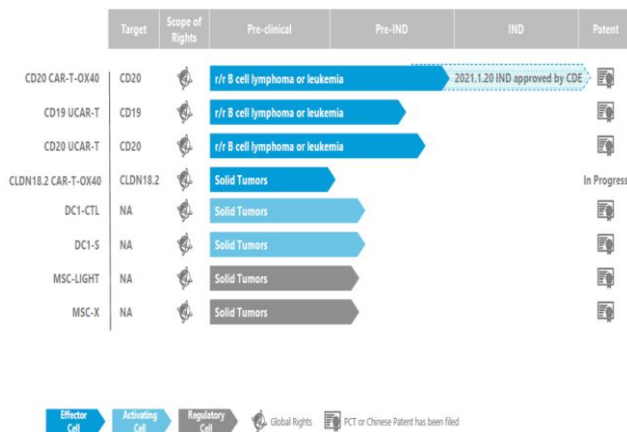 Target Scope of Rights Pre-clinical Pre-IND IND Patent
CD20 CAR-T-OX40 CD20 r/r B cell lymphoma or leukemia 2021.1.20 IND approved by CDE
CD19 UCAR-T CD19 r/r B cell lymphoma or leukemia
CD20 UCAR-T CD20 r/r B cell lymphoma or leukemia
CLDN18.2 CAR-T-OX40 CLDN18.2 Solid Tumors In Progress
DC1-CTL NA Solid Tumors
DC1-S NA Solid Tumors
MSC-LIGHT NA Solid Tumors
MSC-X NA Solid Tumors
Effector Cell Activating Cell Regulatory Cell Global Rights PCT or Chinese Patent has been filed